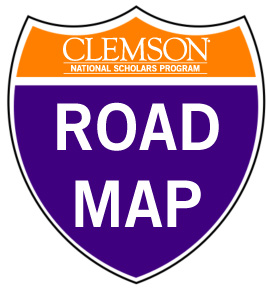 CLEMSON
NATIONAL SCHOLARS PROGRAM
ROAD
MAP